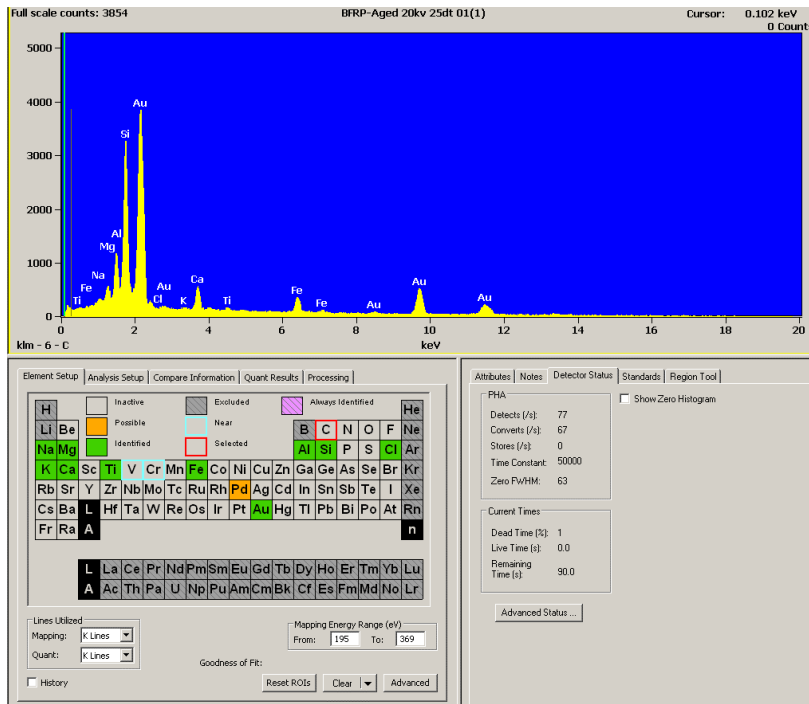 Full scale counts: 3854 BFRP-Aged 20kv 25dt 01(1) Cursor: 0.102 keV
0 Counts
5000
4000
3000
2000
1000
0
Au
Si
Al
Mg
Na
Fe
Ti
Au
Cl
K
Ca
Ti
Fe
Fe
Au
Au
Au
0 2 4 6 8 10 12 14 16 18 20
klm - 6 - C keV
Element Setup Analysis Setup Compare Information Quant Results Processing
Inactive Excluded Always Identified
Possible Near
Identified Selected
H He
Li Be B C N O F Ne
Na Mg Al Si P S Cl Ar
K Ca Sc Ti V Cr Mn Fe Co Ni Cu Zn Ga Ge As Se Br Kr
Rb Sr Y Zr Nb Mo Tc Ru Rh Pd Ag Cd In Sn Sb Te I Xe
Cs Ba L Hf Ta W Re Os Ir Pt Au Hg Tl Pb Bi Po At Rn
Fr Ra A n
L La Ce Pr Nd Pm Sm Eu Gd Tb Dy Ho Er Tm Yb Lu
A Ac Th Pa U Np Pu Am Cm Bk Cf Es Fm Md No Lr
Lines Utilized
Mapping: K Lines
Quant: K Lines
Mapping Energy Range (eV)
From: 195 To: 369
Goodness of Fit:
History
Reset ROIs Clear Advanced
Attributes Notes Detector Status Standards Region Tool
PHA
Detects (/s): 77
Converts (/s): 67
Stores (/s): 0
Time Constant: 50000
Zero FWHM: 63
Show Zero Histogram
Current Times
Dead Time (%): 1
Live Time (s): 0.0
Remaining
Time (s): 90.0
Advanced Status ...